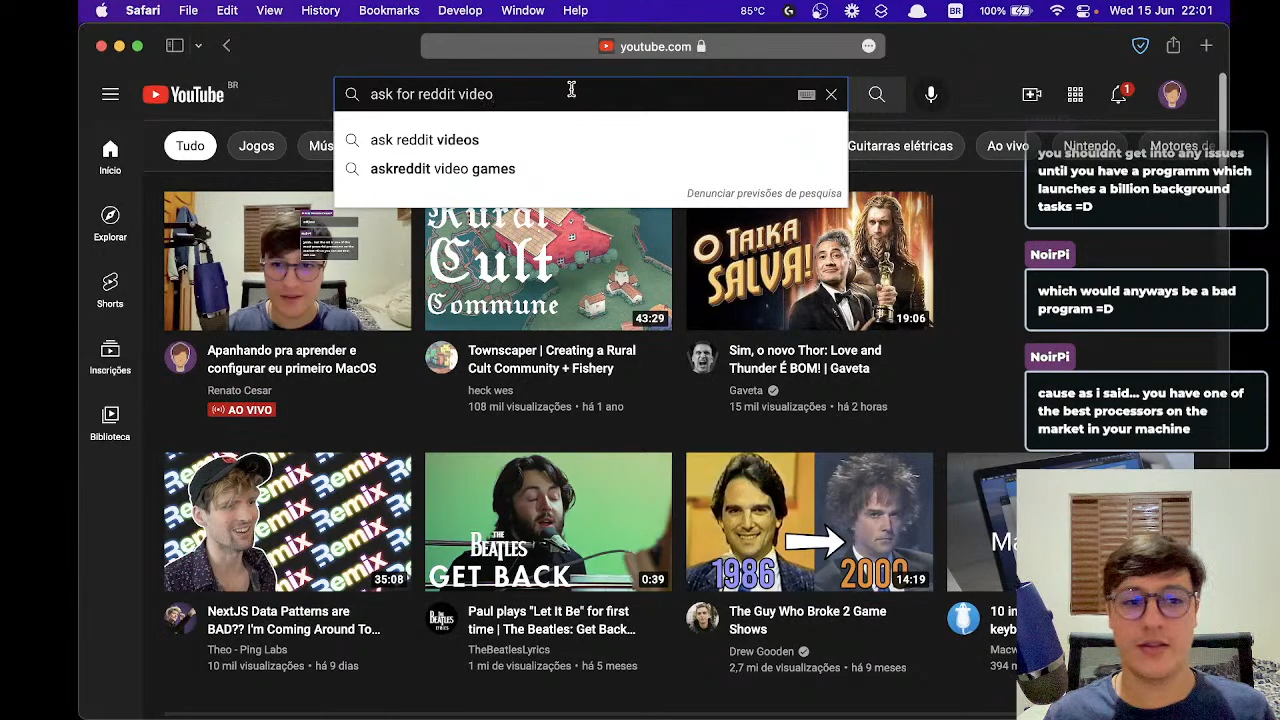 Safari File Edit View History Bookmarks Develop Window Help
85°C BR 100% Wed 15 Jun 22:01
youtube.com
YouTube BR
ask for reddit video
ask reddit videos
askreddit video games
Denunciar previsões de pesquisa
1
Tudo
Jogos
Guitarras elétricas
Ao vivo
Nintendo
Motores de
Início
Explorar
Shorts
Inscrições
Biblioteca
Rural
Cult
Commune
43:29
O TAIKA
SALVA!
19:06
Apanhando pra aprender e
configurar eu primeiro MacOS
Renato Cesar
AO VIVO
Townscaper | Creating a Rural
Cult Community + Fishery
heck wes
108 mil visualizações • há 1 ano
Sim, o novo Thor: Love and
Thunder É BOM! | Gaveta
Gaveta
15 mil visualizações • há 2 horas
Remix
35:08
THE
BEATLES
GET BACK
0:39
1986
2000
14:19
NextJS Data Patterns are
BAD?? I'm Coming Around To...
Theo - Ping Labs
10 mil visualizações • há 9 dias
Paul plays "Let It Be" for first
time | The Beatles: Get Back...
TheBeatlesLyrics
1 mi de visualizações • há 5 meses
The Guy Who Broke 2 Game
Shows
Drew Gooden
2,7 mi de visualizações • há 9 meses
10 in
keyb
Macw
394 m
you shouldnt get into any issues
until you have a programm which
launches a billion background
tasks =D
NoirPi
which would anyways be a bad
program =D
NoirPi
cause as i said... you have one of
the best processors on the
market in your machine